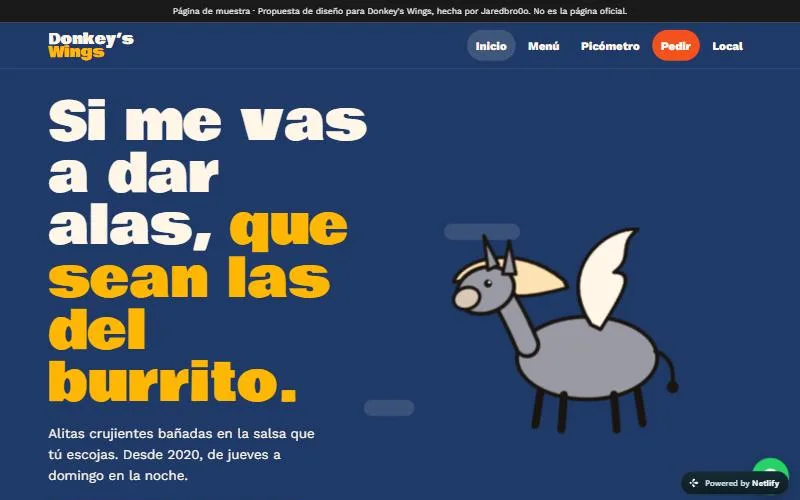 Página de muestra · Propuesta de diseño para Donkey's Wings, hecha por Jaredbro0o. No es la página oficial.
Donkey's
Wings
Inicio
Menú
Picómetro
Pedir
Local
Si me vas
a dar
alas, que
sean las
del
burrito.
Alitas crujientes bañadas en la salsa que
tú escojas. Desde 2020, de jueves a
domingo en la noche.
Powered by Netlify